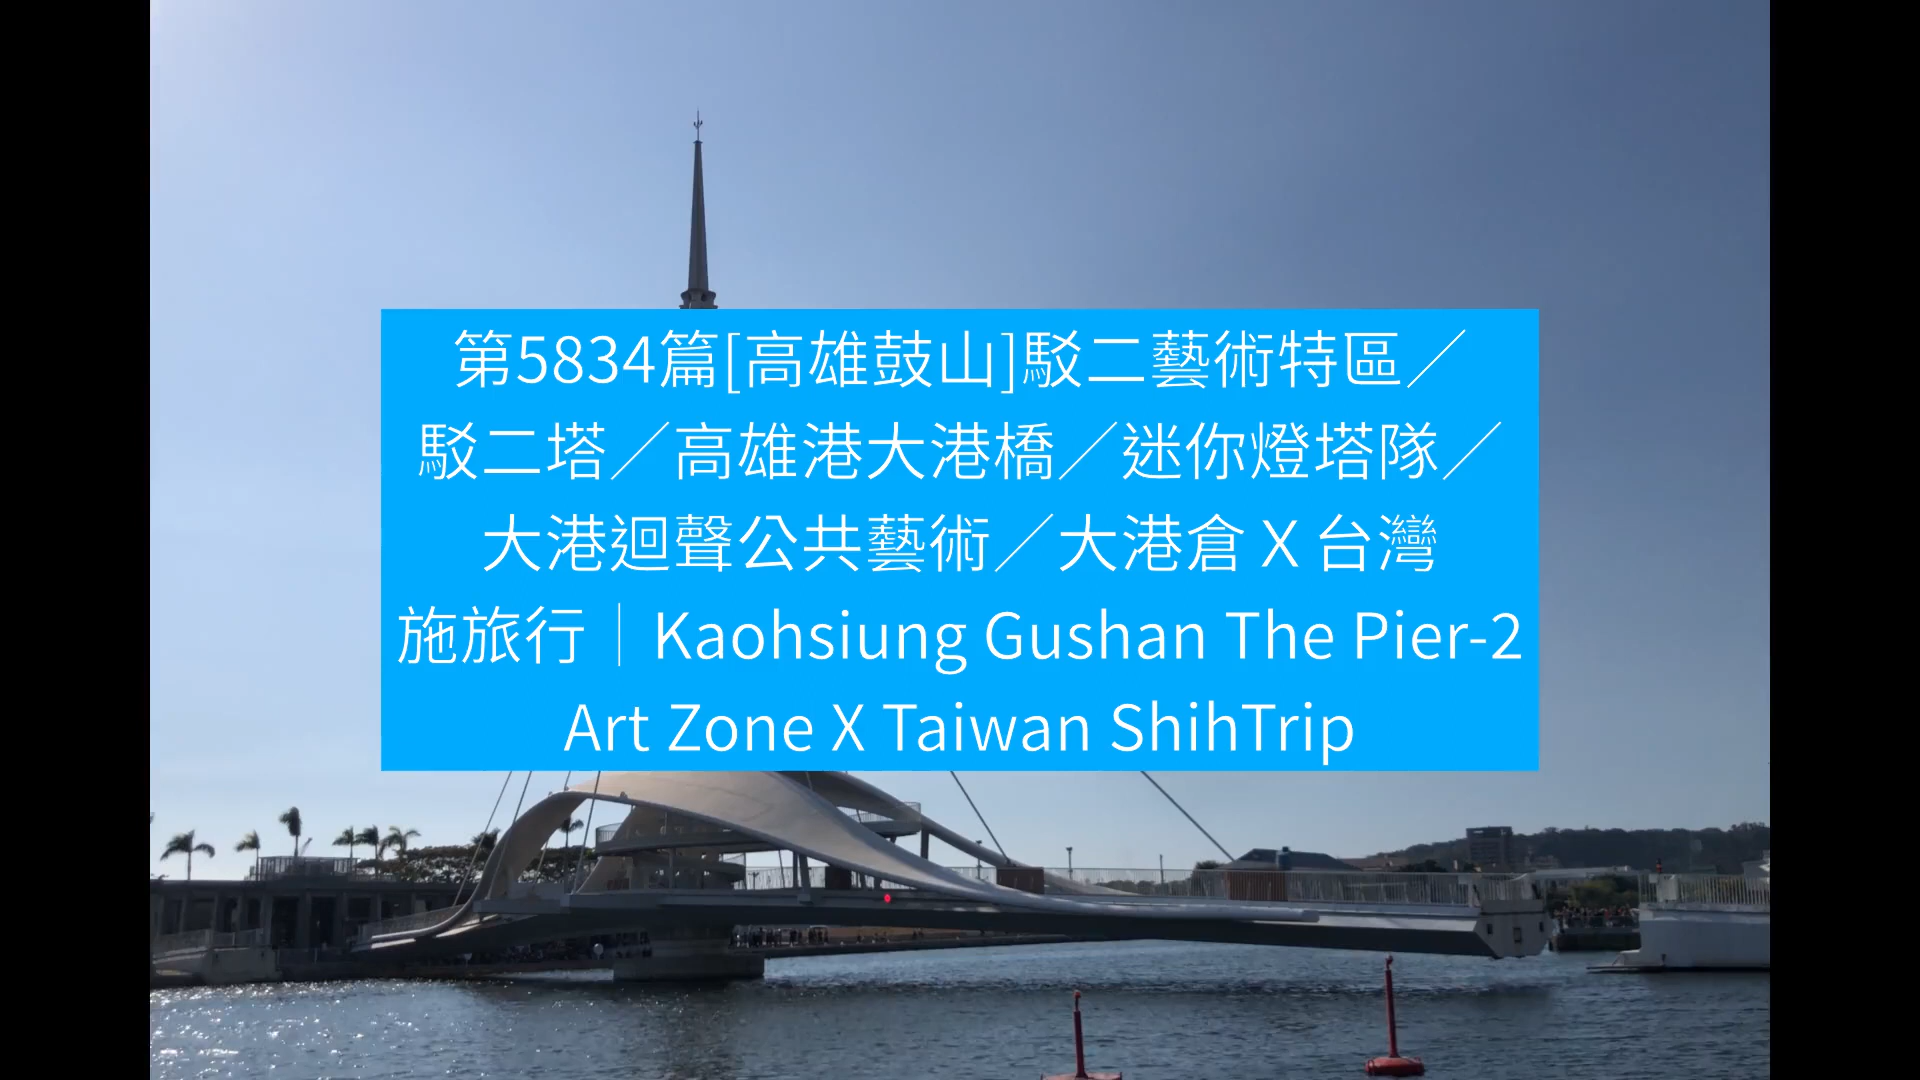 第5834篇[高雄鼓山]駁二藝術特區／
駁二塔／高雄港大港橋／迷你燈塔隊／
大港迴聲公共藝術／大港倉 X 台灣
施旅行｜Kaohsiung Gushan The Pier-2
Art Zone X Taiwan ShihTrip